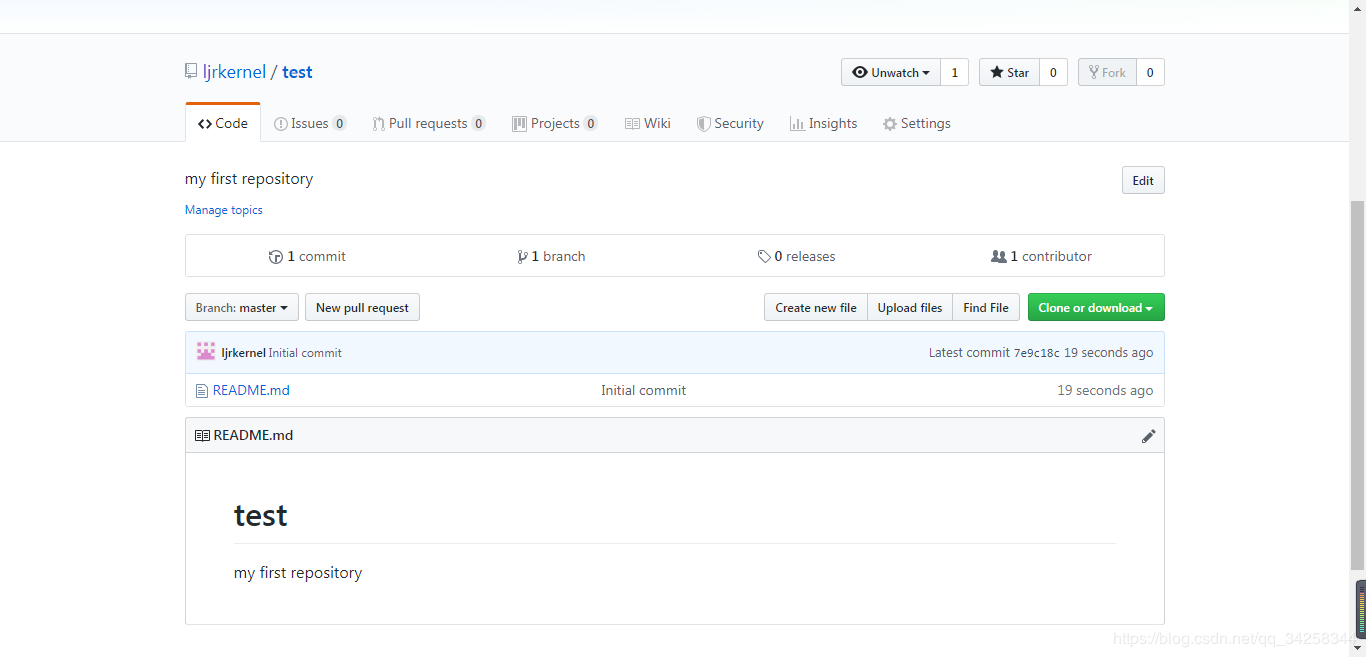 ljrkernel / test
Unwatch 1 Star 0 Fork 0
Code Issues 0 Pull requests 0 Projects 0 Wiki Security Insights Settings
my first repository Edit
Manage topics
1 commit 1 branch 0 releases 1 contributor
Branch: master New pull request Create new file Upload files Find File Clone or download
ljrkernel Initial commit Latest commit 7e9c18c 19 seconds ago
README.md Initial commit 19 seconds ago
README.md
test
my first repository
https://blog.csdn.net/qq_34258344